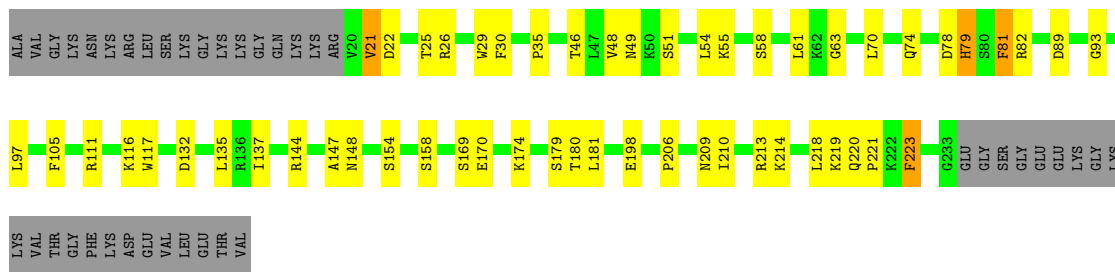 ALA VAL GLY LYS ASN LYS ARG LEU SER LYS GLY LYS LYS GLY GLN LYS LYS ARG V20 V21 D22 T25 R26 W29 F30 P35 T46 L47 V48 N49 K50 S51 L54 K55 S58 L61 K62 G63 L70 Q74 D78 H79 S80 F81 R82 D89 G93
L97 F105 R111 K116 W117 D132 L135 R136 I137 R144 A147 N148 S154 S158 S169 E170 K174 S179 T180 L181 E198 P206 N209 I210 R213 K214 L218 K219 Q220 P221 K222 F223 G233 GLU GLY SER GLY GLU GLU LYS GLY LYS
LYS VAL THR GLY PHE LYS ASP GLU VAL LEU GLU THR VAL